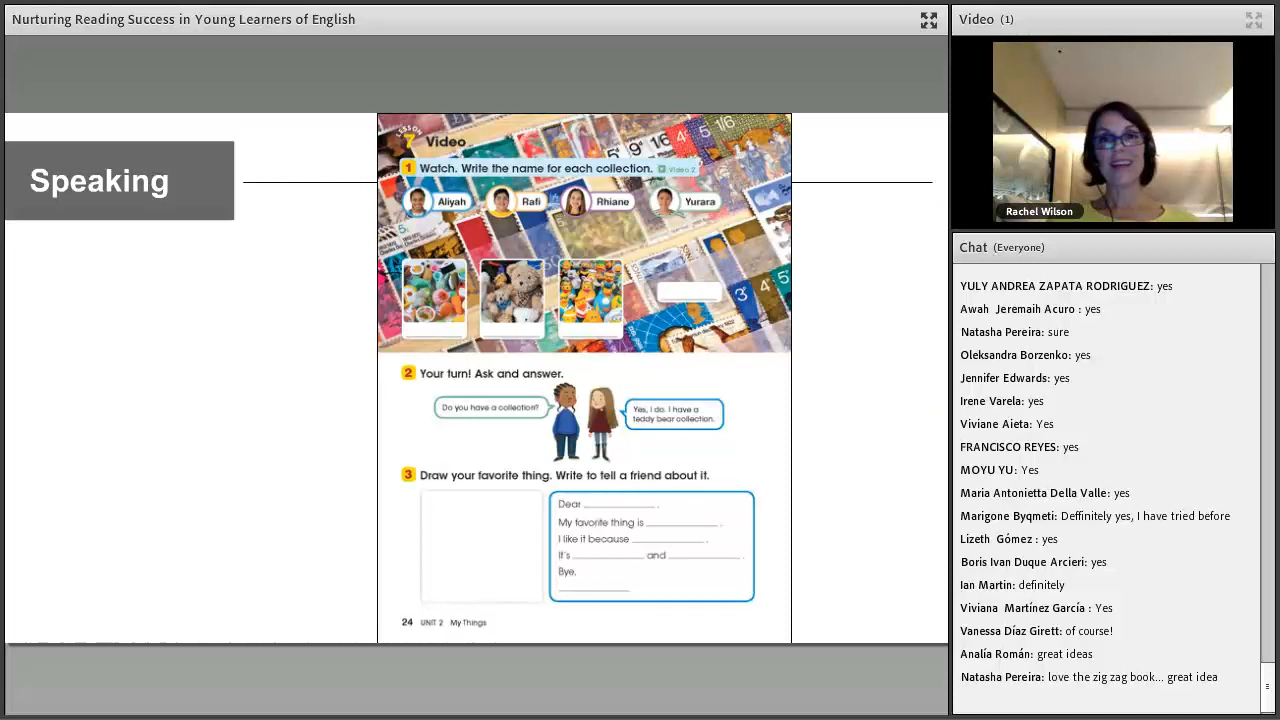 Nurturing Reading Success in Young Learners of English
Speaking
LESSON
7 Video
1 Watch. Write the name for each collection. Video 2
Aliyah Rafi Rhiane Yurara
2 Your turn! Ask and answer.
Do you have a collection?
Yes, I do. I have a
teddy bear collection.
3 Draw your favorite thing. Write to tell a friend about it.
Dear .
My favorite thing is .
I like it because .
It's and .
Bye,
24 UNIT 2 My Things
Video (1)
Rachel Wilson
Chat (Everyone)
YULY ANDREA ZAPATA RODRIGUEZ: yes
Awah Jeremaih Acuro : yes
Natasha Pereira: sure
Oleksandra Borzenko: yes
Jennifer Edwards: yes
Irene Varela: yes
Viviane Aieta: Yes
FRANCISCO REYES: yes
MOYU YU: Yes
Maria Antonietta Della Valle: yes
Marigone Byqmeti: Deffinitely yes, I have tried before
Lizeth Gómez : yes
Boris Ivan Duque Arcieri: yes
Ian Martin: definitely
Viviana Martínez García : Yes
Vanessa Díaz Girett: of course!
Analía Román: great ideas
Natasha Pereira: love the zig zag book... great idea